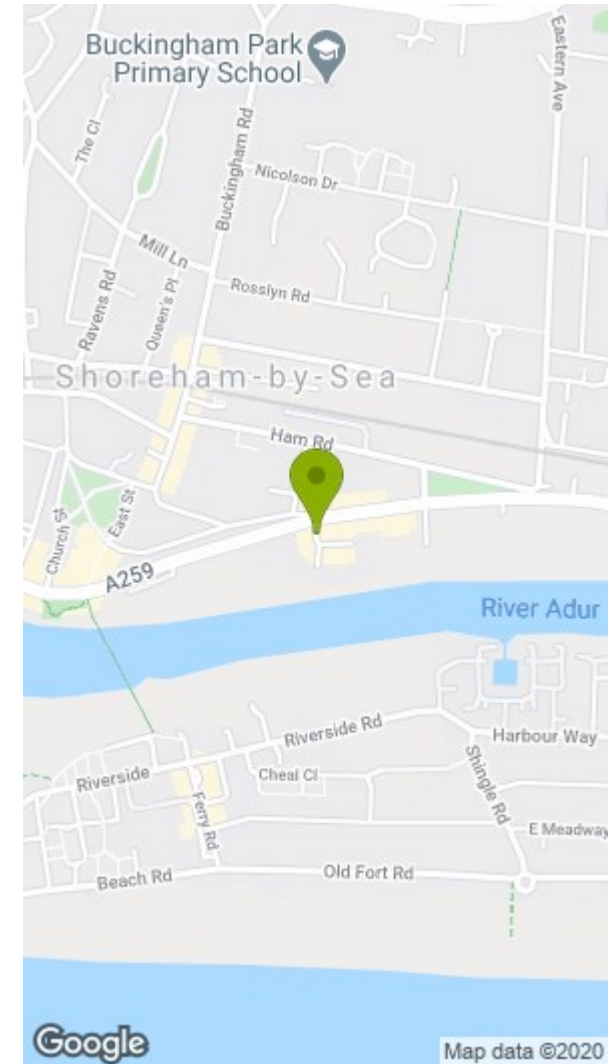 Buckingham Park
Primary School
Eastern Ave
The Cl
Buckingham Rd
Nicolson Dr
Mill Ln
Ravens Rd
Queen's Pl
Rosslyn Rd
Shoreham-by-Sea
Ham Rd
Church St
East St
A259
River Adur
Riverside Rd
Harbour Way
Riverside
Cheal Cl
Shingle Rd
Ferry Rd
E Meadway
Beach Rd
Old Fort Rd
Google
Map data ©2020